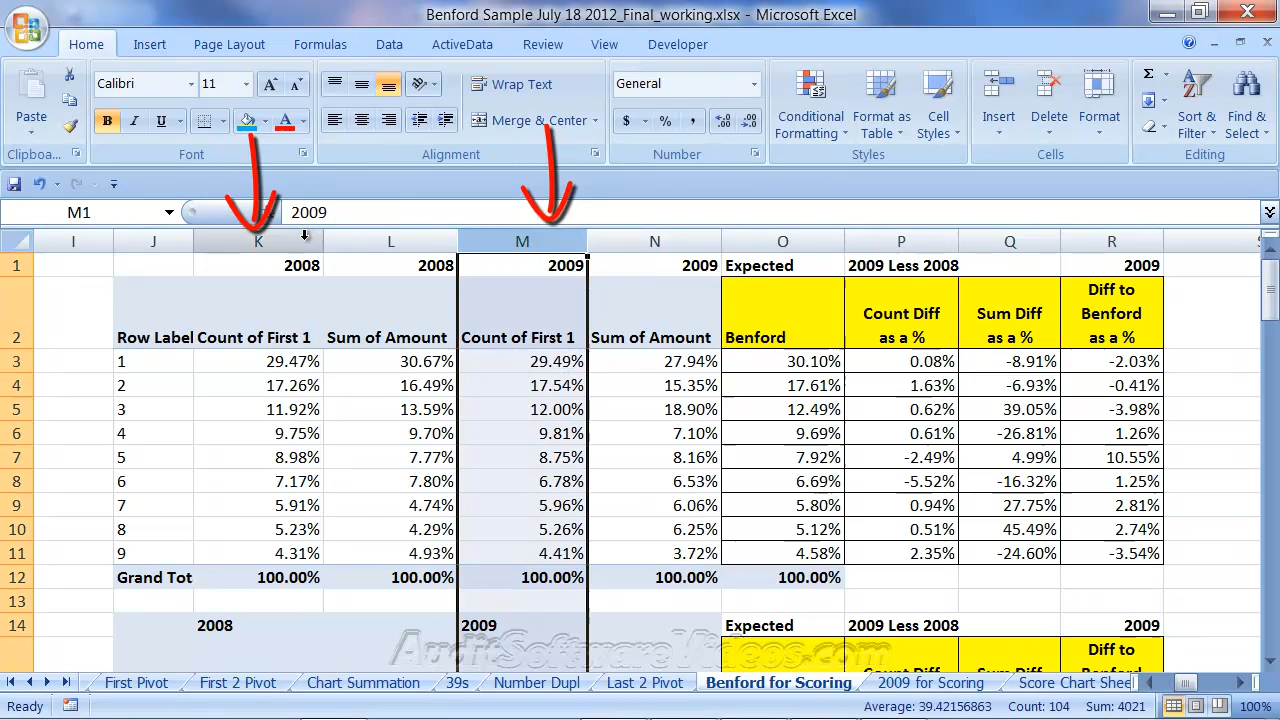 Benford Sample July 18 2012_Final_working.xlsx - Microsoft Excel
Home Insert Page Layout Formulas Data ActiveData Review View Developer
Calibri 11 Wrap Text General
Paste B I U Merge & Center $ % , Conditional Formatting Format as Table Cell Styles Insert Delete Format Σ Sort & Filter Find & Select
Clipboa... Font Alignment Number Styles Cells Editing
M1 2009
I J K L M N O P Q R
1 2008 2008 2009 2009 Expected 2009 Less 2008 2009
2 Row Label Count of First 1 Sum of Amount Count of First 1 Sum of Amount Benford Count Diff as a % Sum Diff as a % Diff to Benford as a %
3 1 29.47% 30.67% 29.49% 27.94% 30.10% 0.08% -8.91% -2.03%
4 2 17.26% 16.49% 17.54% 15.35% 17.61% 1.63% -6.93% -0.41%
5 3 11.92% 13.59% 12.00% 18.90% 12.49% 0.62% 39.05% -3.98%
6 4 9.75% 9.70% 9.81% 7.10% 9.69% 0.61% -26.81% 1.26%
7 5 8.98% 7.77% 8.75% 8.16% 7.92% -2.49% 4.99% 10.55%
8 6 7.17% 7.80% 6.78% 6.53% 6.69% -5.52% -16.32% 1.25%
9 7 5.91% 4.74% 5.96% 6.06% 5.80% 0.94% 27.75% 2.81%
10 8 5.23% 4.29% 5.26% 6.25% 5.12% 0.51% 45.49% 2.74%
11 9 4.31% 4.93% 4.41% 3.72% 4.58% 2.35% -24.60% -3.54%
12 Grand Tot 100.00% 100.00% 100.00% 100.00% 100.00%
13
14 2008 2009 Expected 2009 Less 2008 2009
AuditSoftwareVideos.com
Count Diff Sum Diff Diff to Benford
First Pivot First 2 Pivot Chart Summation 39s Number Dupl Last 2 Pivot Benford for Scoring 2009 for Scoring Score Chart Shee
Ready Average: 39.42156863 Count: 104 Sum: 4021 100%